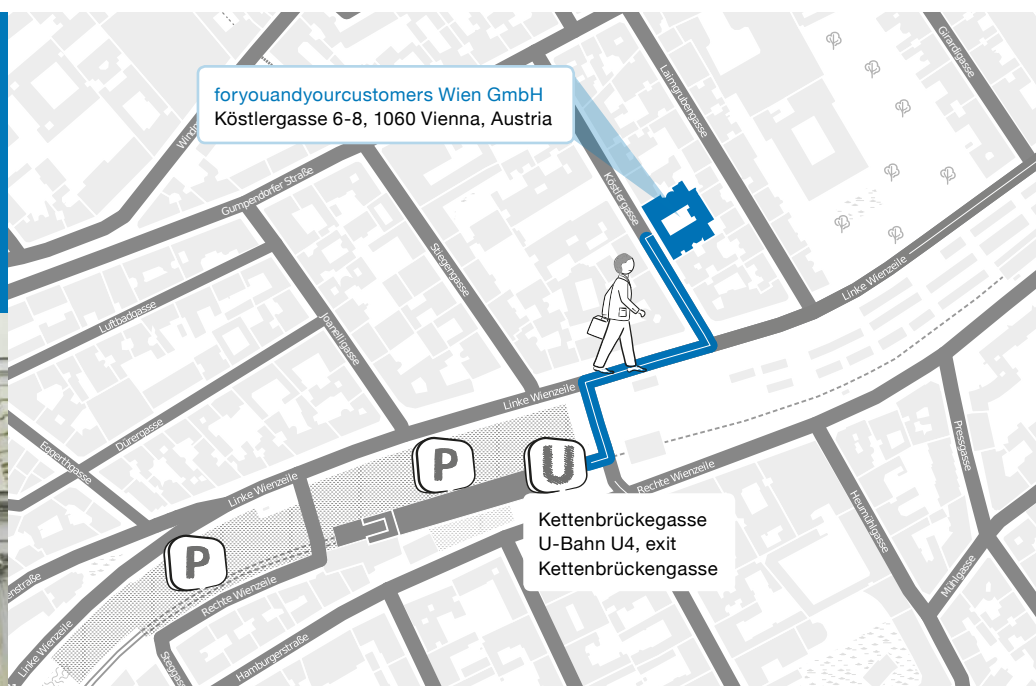 foryouandyourcustomers Wien GmbH
Köstlergasse 6-8, 1060 Vienna, Austria
Girardigasse
Laimgrubengasse
Gumpendorfer Straße
Köstlergasse
Stiegengasse
Linke Wienzeile
Luftbadgasse
Joanelligasse
Linke Wienzeile
Dürergasse
Eggerthgasse
Pressgasse
P
U
Rechte Wienzeile
Linke Wienzeile
Heumühlgasse
Kettenbrückegasse
U-Bahn U4, exit
Kettenbrückengasse
P
Mühlgasse
Rechte Wienzeile
Hamburgerstraße
Linke Wienzeile